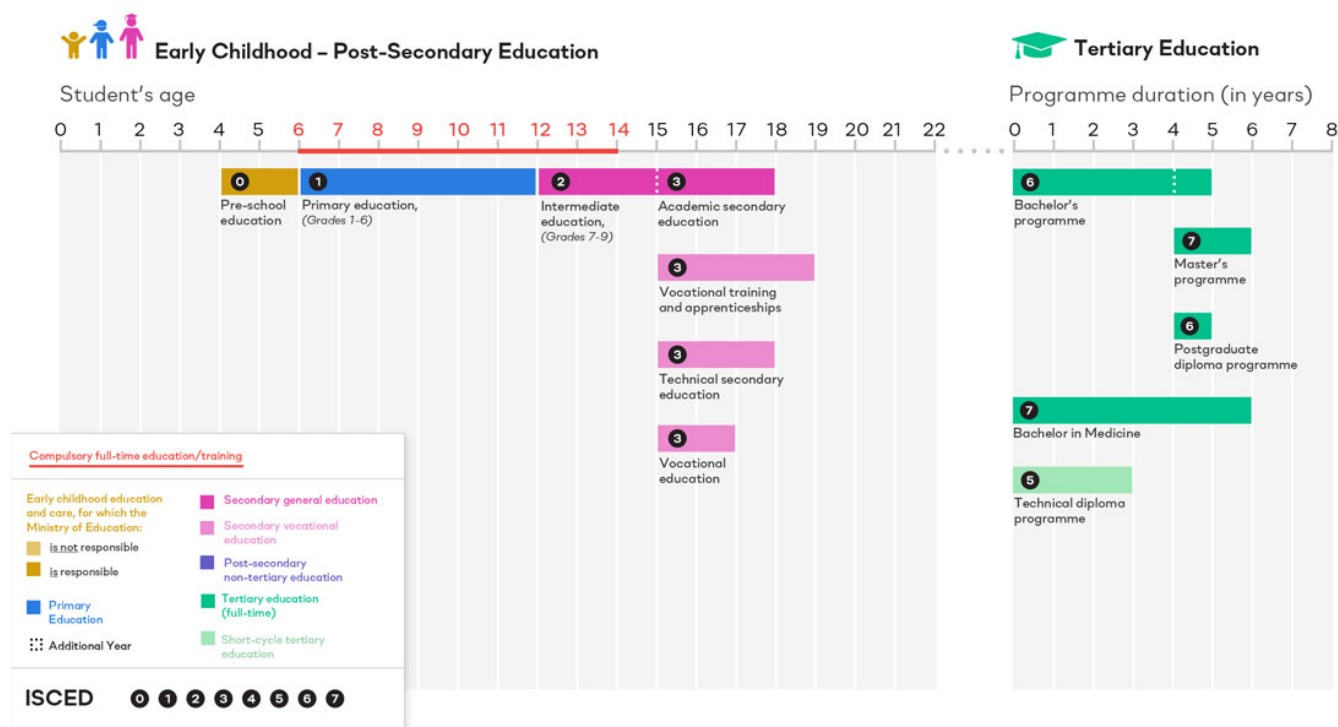 Early Childhood – Post-Secondary Education
Student's age
0 1 2 3 4 5 6 7 8 9 10 11 12 13 14 15 16 17 18 19 20 21 22
0
Pre-school
education
1
Primary education,
(Grades 1-6)
2
Intermediate
education,
(Grades 7-9)
3
Academic secondary
education
3
Vocational training
and apprenticeships
3
Technical secondary
education
3
Vocational
education
Tertiary Education
Programme duration (in years)
0 1 2 3 4 5 6 7 8
6
Bachelor's
programme
7
Master's
programme
6
Postgraduate
diploma programme
7
Bachelor in Medicine
5
Technical diploma
programme
Compulsory full-time education/training
Early childhood education
and care, for which the
Ministry of Education:
is not responsible
is responsible
Primary
Education
Additional Year
Secondary general education
Secondary vocational
education
Post-secondary
non-tertiary education
Tertiary education
(full-time)
Short-cycle tertiary
education
ISCED 0 1 2 3 4 5 6 7